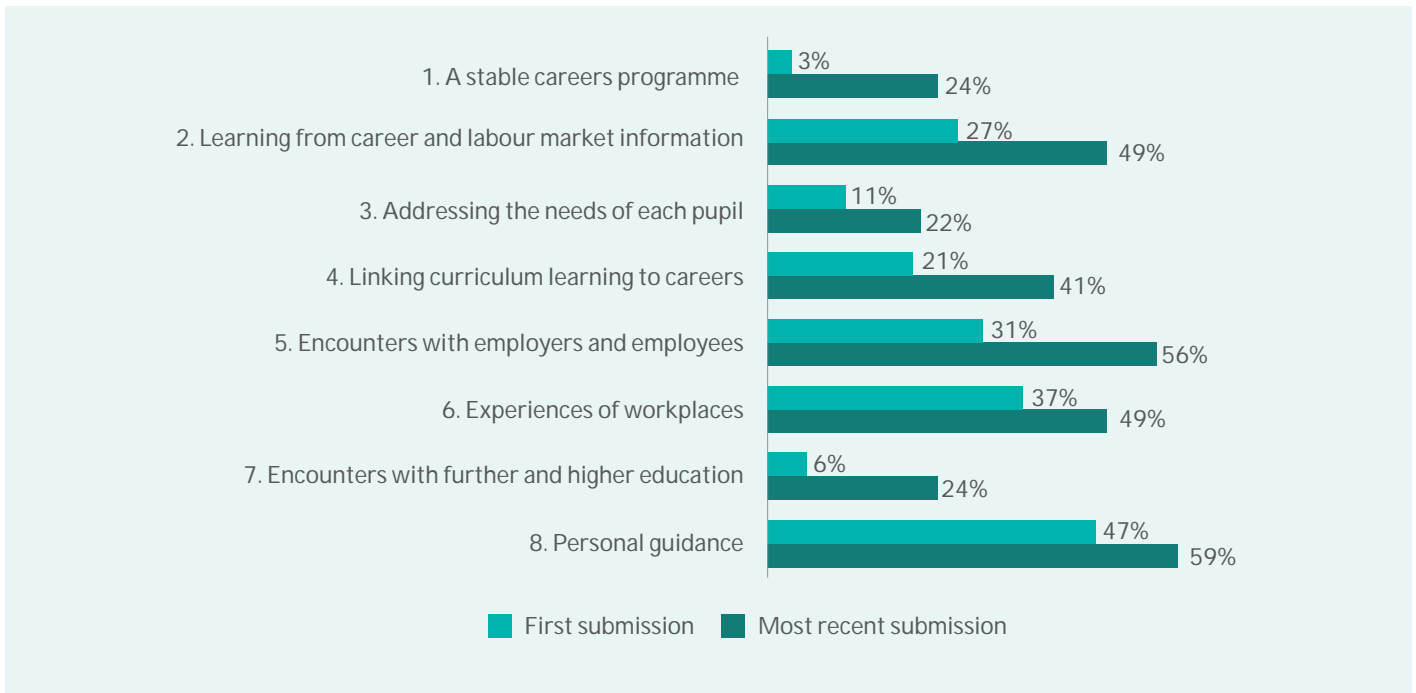 1. A stable careers programme
3%
24%
2. Learning from career and labour market information
27%
49%
3. Addressing the needs of each pupil
11%
22%
4. Linking curriculum learning to careers
21%
41%
5. Encounters with employers and employees
31%
56%
6. Experiences of workplaces
37%
49%
7. Encounters with further and higher education
6%
24%
8. Personal guidance
47%
59%
First submission
Most recent submission